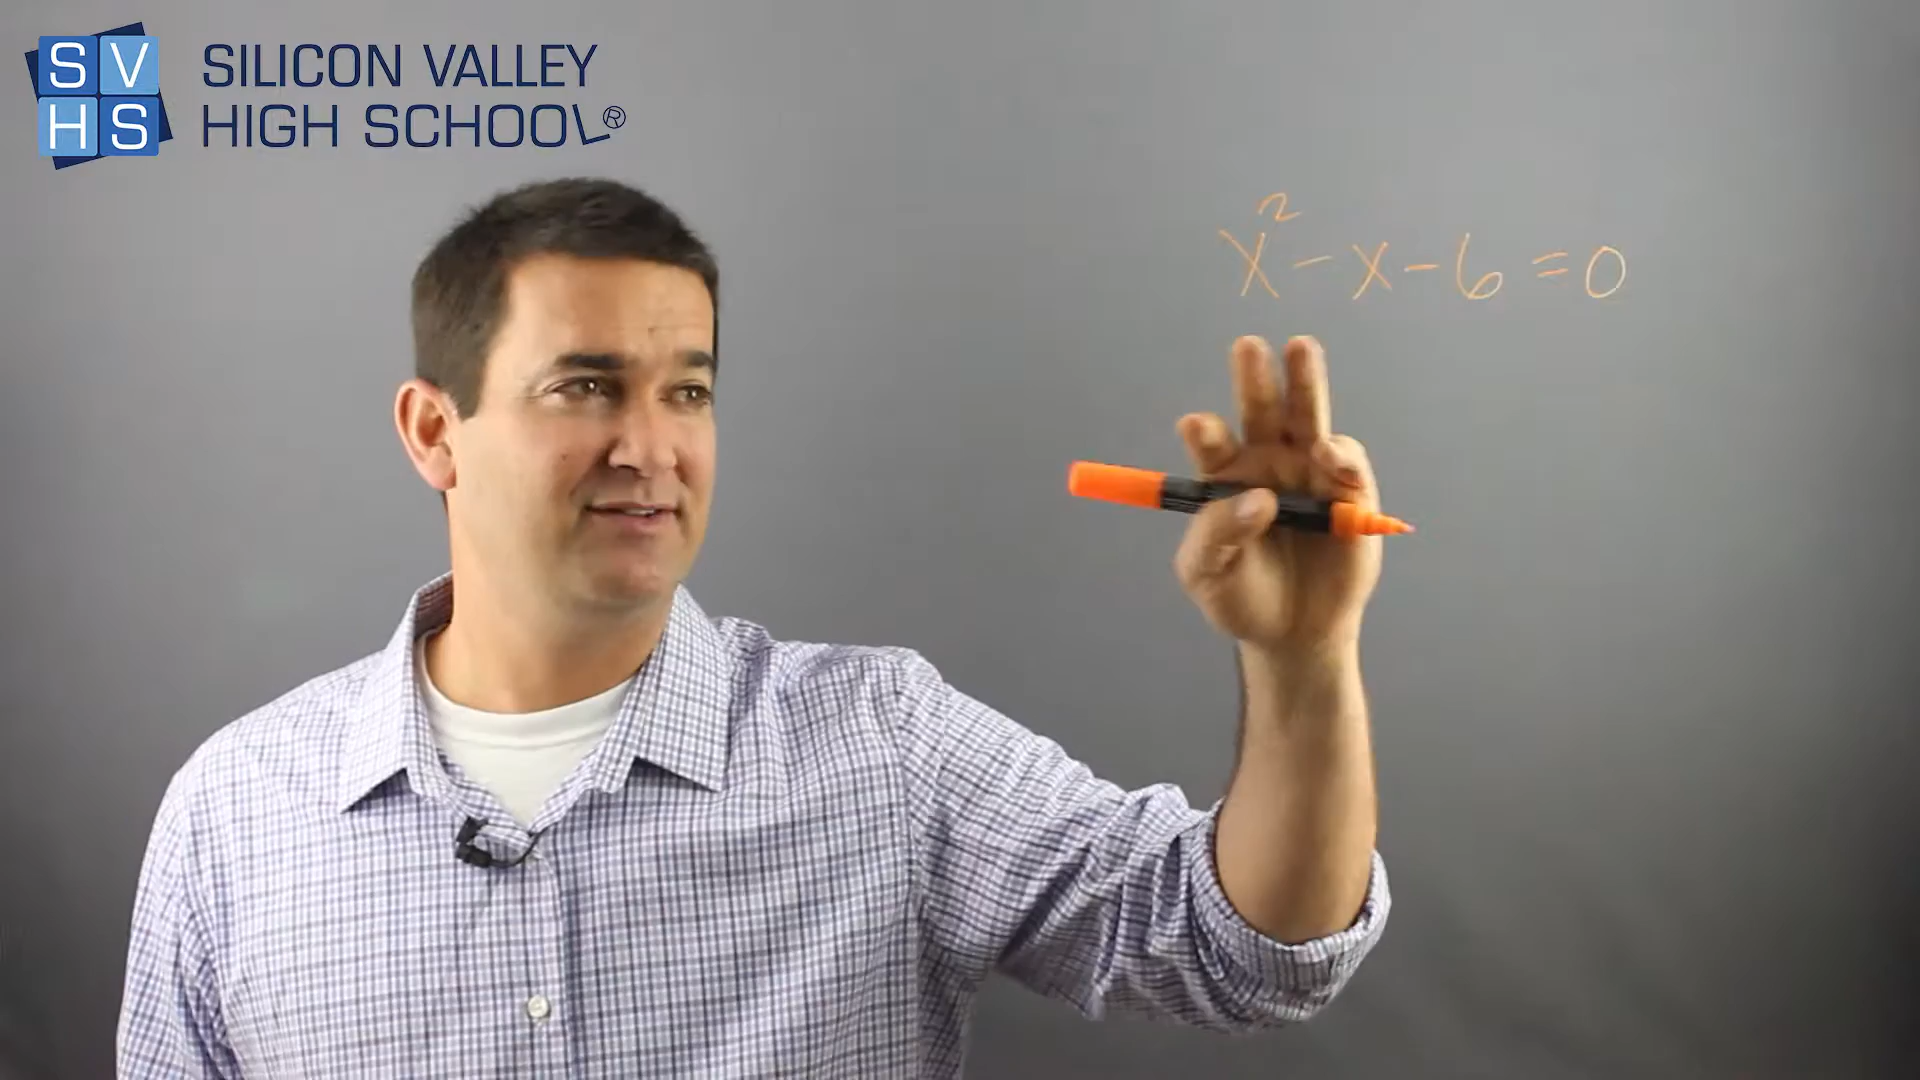 SV
HS
SILICON VALLEY
HIGH SCHOOL®
x² - x - 6 = 0